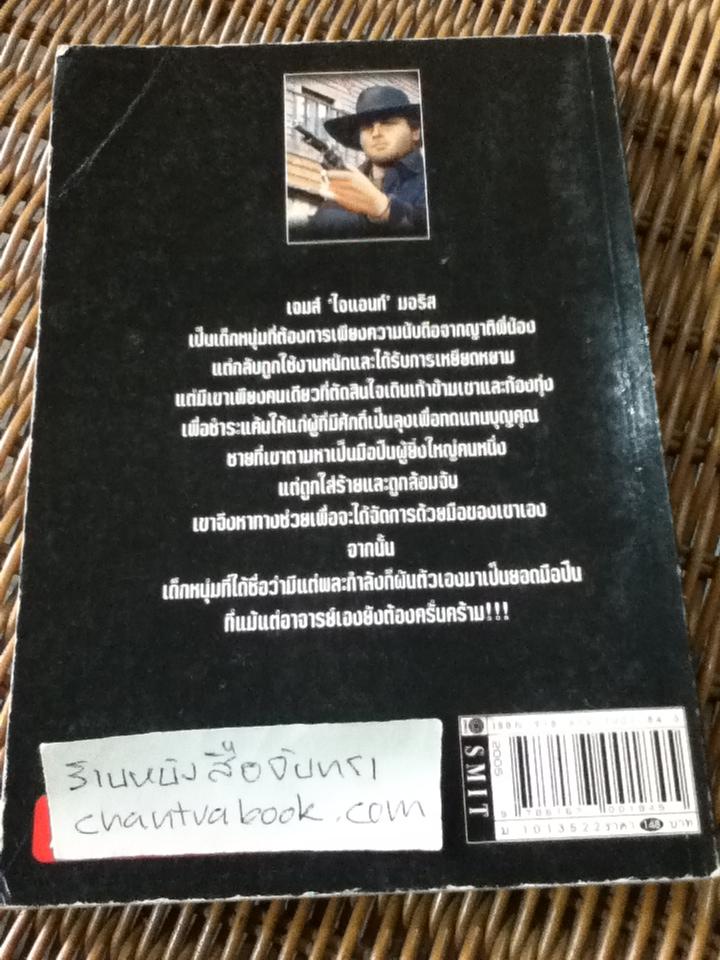 เจมส์ 'ไจแอนท์' มอริส
เป็นเด็กหนุ่มที่ต้องการเพียงความนับถือจากญาติพี่น้อง
แต่กลับถูกใช้งานหนักและได้รับการเหยียดหยาม
แต่มีเขาเพียงคนเดียวที่ตัดสินใจเดินเท้าข้ามเขาและท้องทุ่ง
เพื่อชำระแค้นให้แก่ผู้ที่มีศักดิ์เป็นลุงเพื่อทดแทนบุญคุณ
ชายที่เขาตามหาเป็นมือปืนผู้ยิ่งใหญ่คนหนึ่ง
แต่ถูกใส่ร้ายและถูกล้อมจับ
เขาจึงหาทางช่วยเพื่อจะได้จัดการด้วยมือของเขาเอง
จากนั้น
เด็กหนุ่มที่ได้ชื่อว่ามีแต่พละกำลังก็ผันตัวเองมาเป็นยอดมือปืน
ที่แม้แต่อาจารย์เองยังต้องครั่นคร้าม!!!
ร้านหนังสือจันทรา
chantrabook.com
SMIT
2005
ISBN
ม 1013522 ราคา 148 บาท